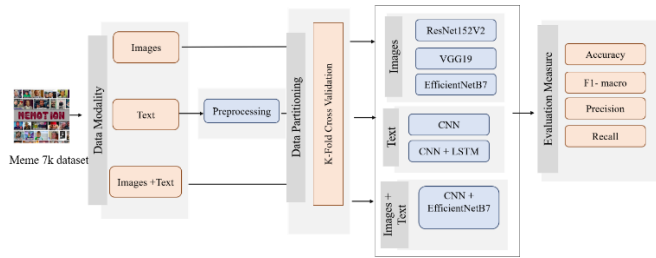 MEMOTION
Meme 7k dataset
Data Modality
Images
Text
Images +Text
Preprocessing
Data Partitioning
K-Fold Cross Validation
Images
ResNet152V2
VGG19
EfficientNetB7
Text
CNN
CNN + LSTM
Images +
Text
CNN +
EfficientNetB7
Evaluation Measure
Accuracy
F1- macro
Precision
Recall